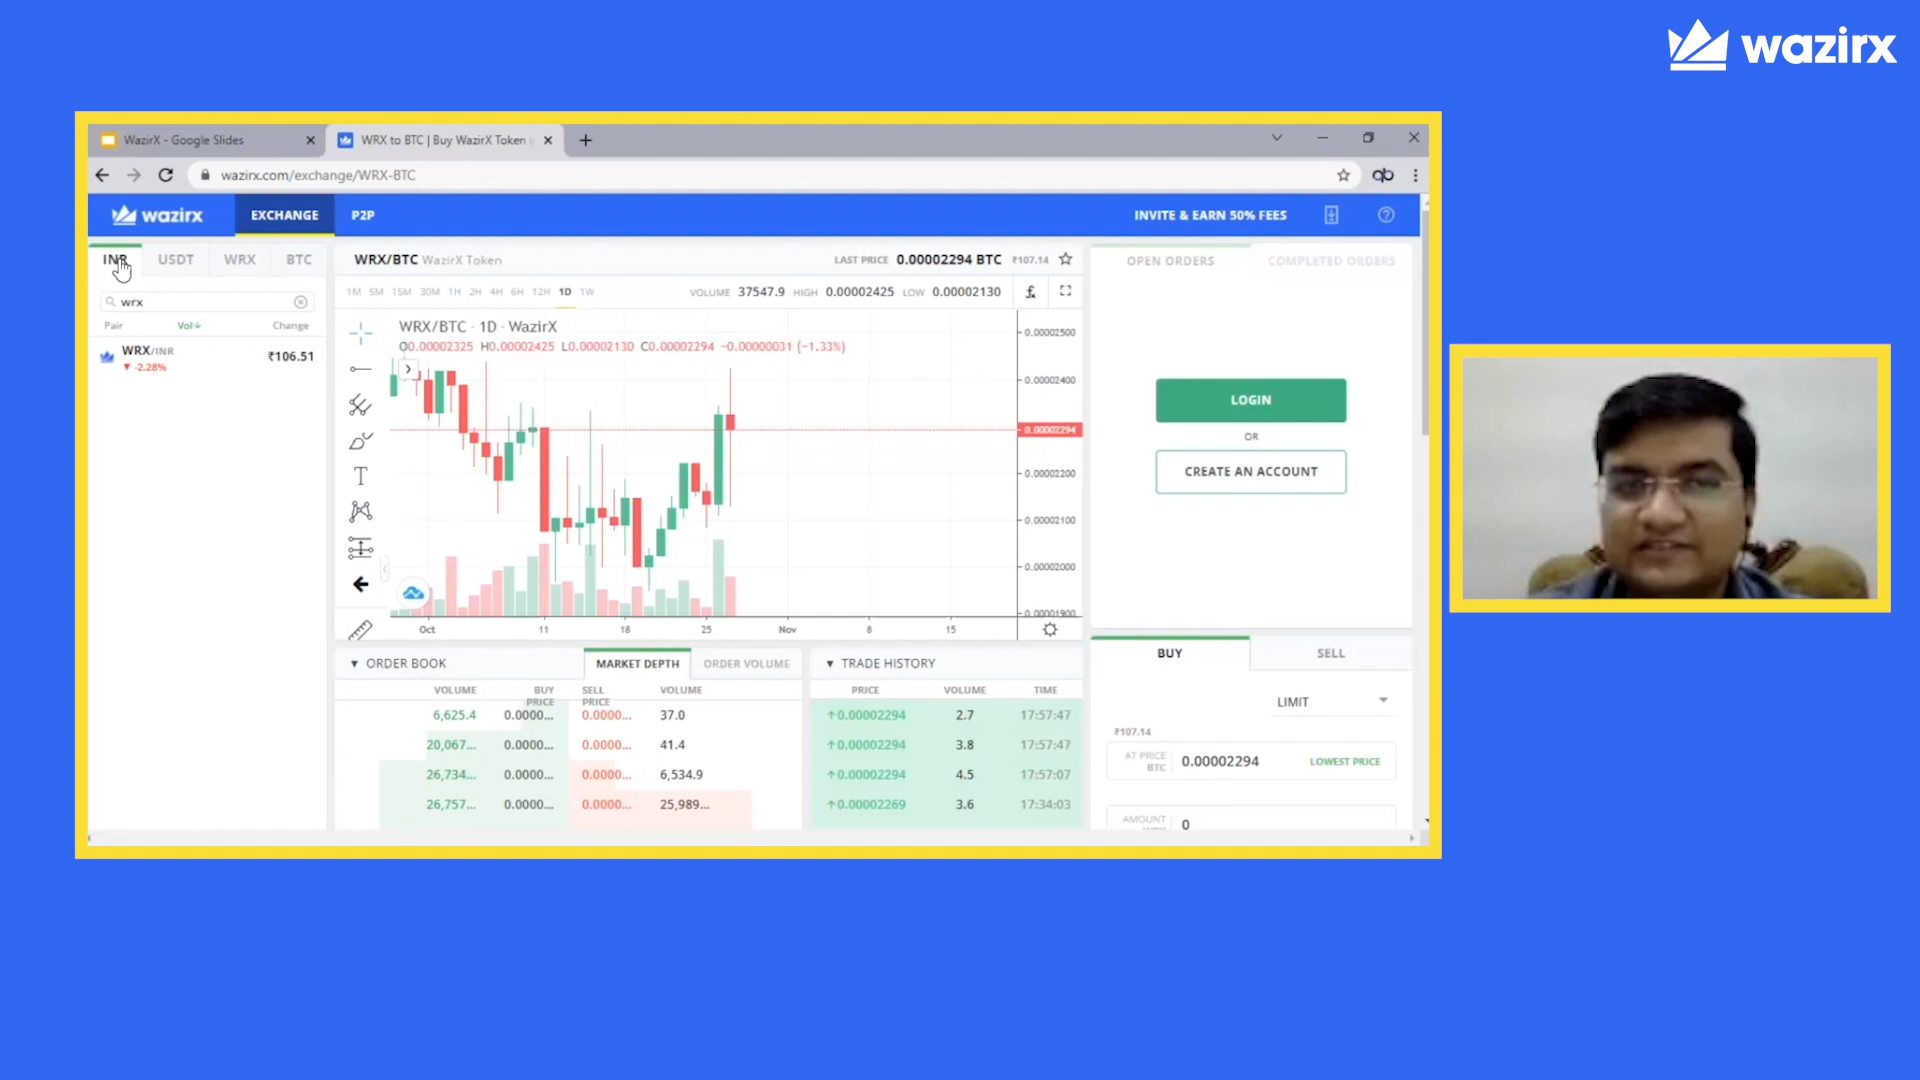 wazirx
WazirX - Google Slides
WRX to BTC | Buy WazirX Token
wazirx.com/exchange/WRX-BTC
wazirx EXCHANGE P2P INVITE & EARN 50% FEES
INR USDT WRX BTC
wrx
Pair Vol Change
WRX/INR ₹106.51
▼ -2.28%
WRX/BTC WazirX Token LAST PRICE 0.00002294 BTC ₹107.14
1M 5M 15M 30M 1H 2H 4H 6H 12H 1D 1W VOLUME 37547.9 HIGH 0.00002425 LOW 0.00002130
WRX/BTC · 1D · WazirX
O0.00002325 H0.00002425 L0.00002130 C0.00002294 −0.00000031 (−1.33%)
0.00002500
0.00002400
0.00002294
0.00002200
0.00002100
0.00002000
0.00001900
Oct 11 18 25 Nov 8 15
OPEN ORDERS COMPLETED ORDERS
LOGIN
OR
CREATE AN ACCOUNT
ORDER BOOK MARKET DEPTH ORDER VOLUME
VOLUME BUY PRICE SELL PRICE VOLUME
6,625.4 0.0000... 0.0000... 37.0
20,067... 0.0000... 0.0000... 41.4
26,734... 0.0000... 0.0000... 6,534.9
26,757... 0.0000... 0.0000... 25,989...
TRADE HISTORY
PRICE VOLUME TIME
↑0.00002294 2.7 17:57:47
↑0.00002294 3.8 17:57:47
↑0.00002294 4.5 17:57:07
↑0.00002269 3.6 17:34:03
BUY SELL
LIMIT
₹107.14
AT PRICE BTC 0.00002294 LOWEST PRICE
AMOUNT 0